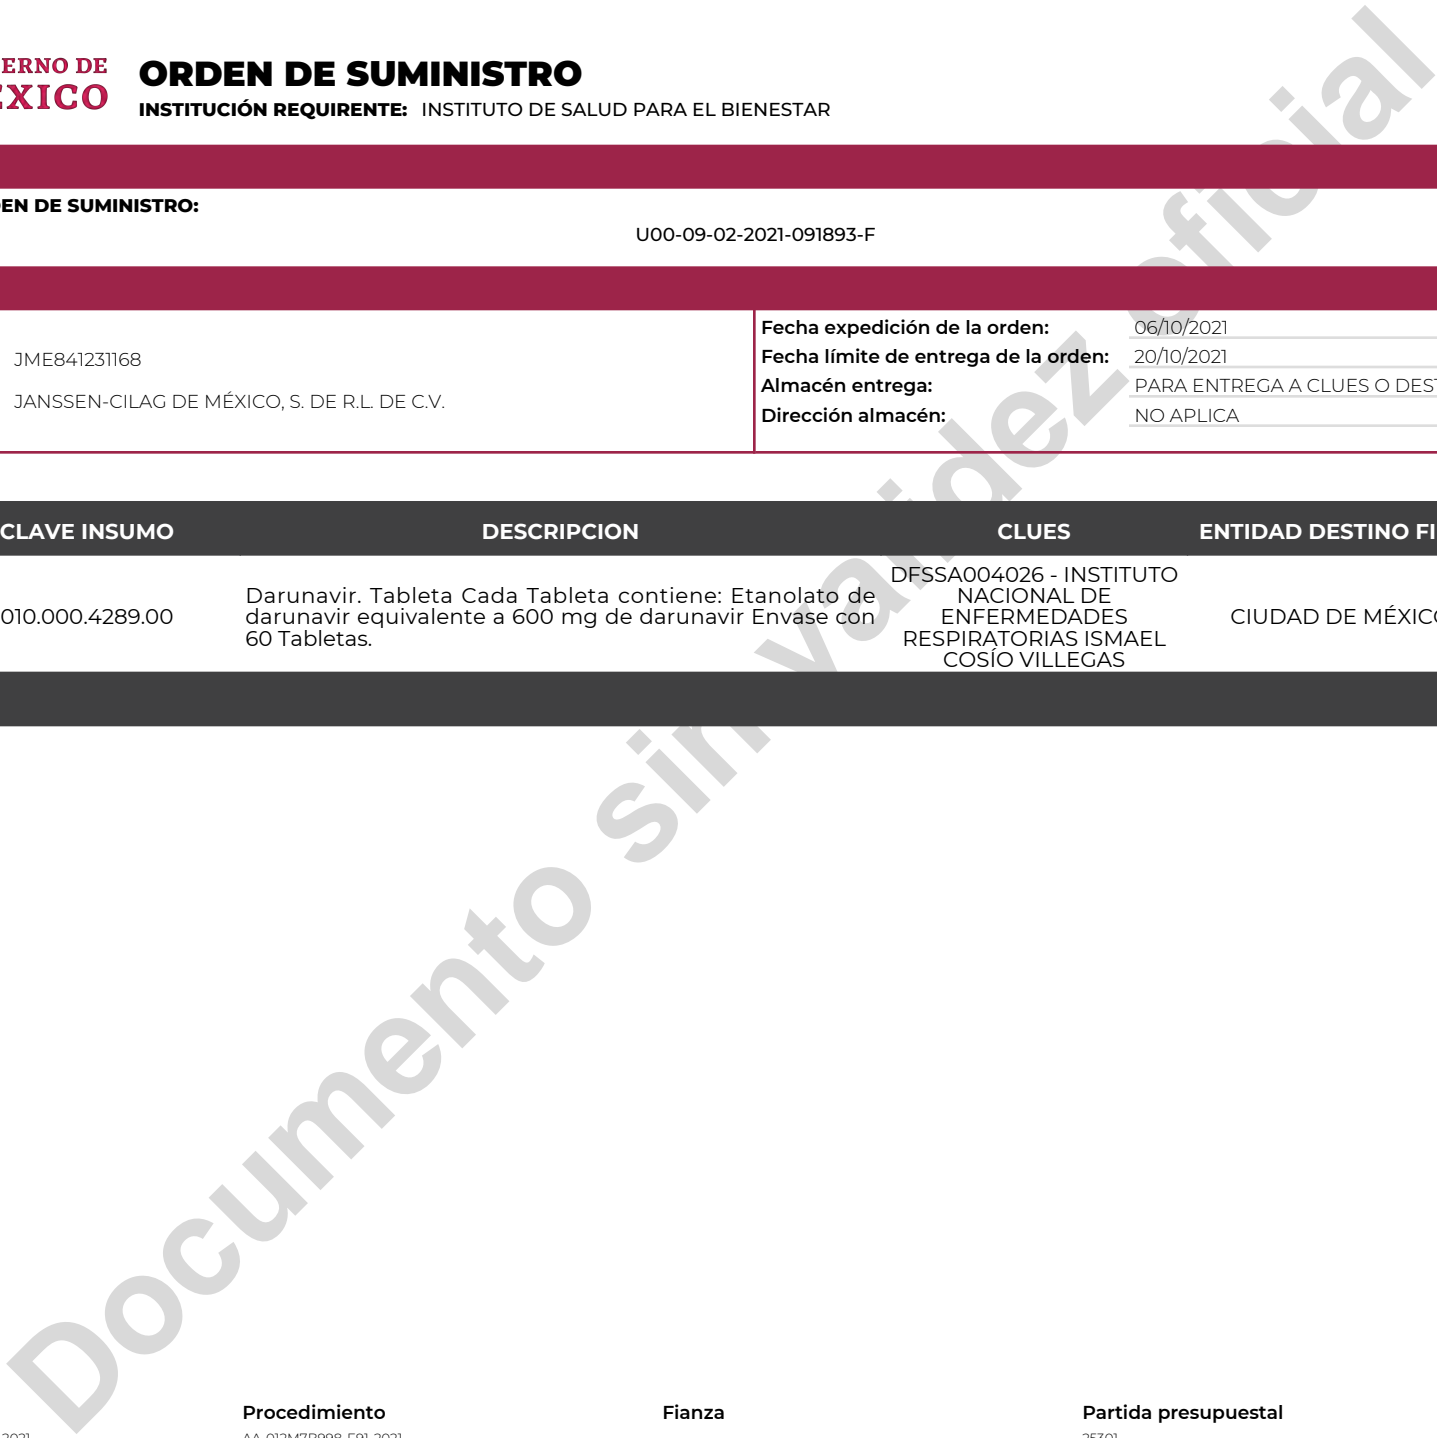 ERNO DE
ÉXICO
ORDEN DE SUMINISTRO
INSTITUCIÓN REQUIRENTE: INSTITUTO DE SALUD PARA EL BIENESTAR
EN DE SUMINISTRO:
U00-09-02-2021-091893-F
JME841231168
JANSSEN-CILAG DE MÉXICO, S. DE R.L. DE C.V.
Fecha expedición de la orden: 06/10/2021
Fecha límite de entrega de la orden: 20/10/2021
Almacén entrega: PARA ENTREGA A CLUES O DEST
Dirección almacén: NO APLICA
CLAVE INSUMO DESCRIPCION CLUES ENTIDAD DESTINO FI
010.000.4289.00
Darunavir. Tableta Cada Tableta contiene: Etanolato de
darunavir equivalente a 600 mg de darunavir Envase con
60 Tabletas.
DFSSA004026 - INSTITUTO
NACIONAL DE
ENFERMEDADES
RESPIRATORIAS ISMAEL
COSÍO VILLEGAS
CIUDAD DE MÉXICO
Documento sin validez oficial
Procedimiento Fianza Partida presupuestal